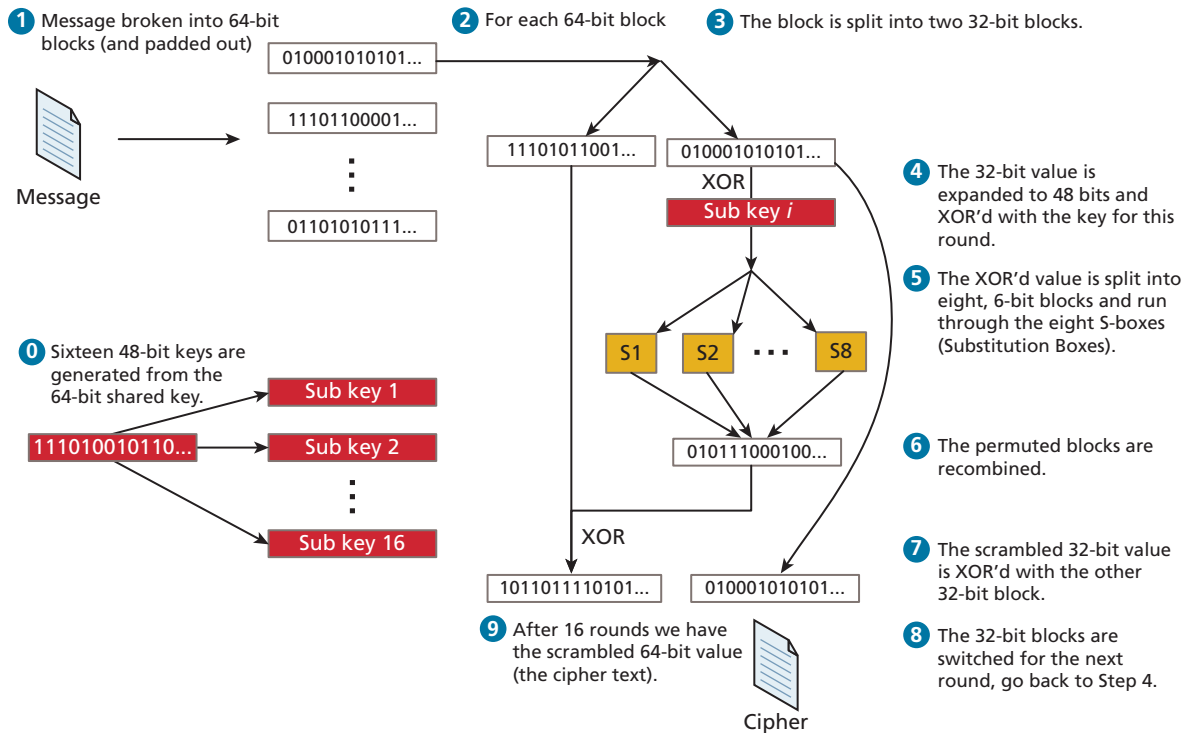 1 Message broken into 64-bit
blocks (and padded out)
010001010101...
11101100001...
01101010111...
Message
2 For each 64-bit block
3 The block is split into two 32-bit blocks.
11101011001...
010001010101...
XOR
Sub key i
S1
S2
S8
010111000100...
XOR
1011011110101...
010001010101...
4 The 32-bit value is
expanded to 48 bits and
XOR'd with the key for this
round.
5 The XOR'd value is split into
eight, 6-bit blocks and run
through the eight S-boxes
(Substitution Boxes).
0 Sixteen 48-bit keys are
generated from the
64-bit shared key.
111010010110...
Sub key 1
Sub key 2
Sub key 16
6 The permuted blocks are
recombined.
7 The scrambled 32-bit value
is XOR'd with the other
32-bit block.
8 The 32-bit blocks are
switched for the next
round, go back to Step 4.
9 After 16 rounds we have
the scrambled 64-bit value
(the cipher text).
Cipher